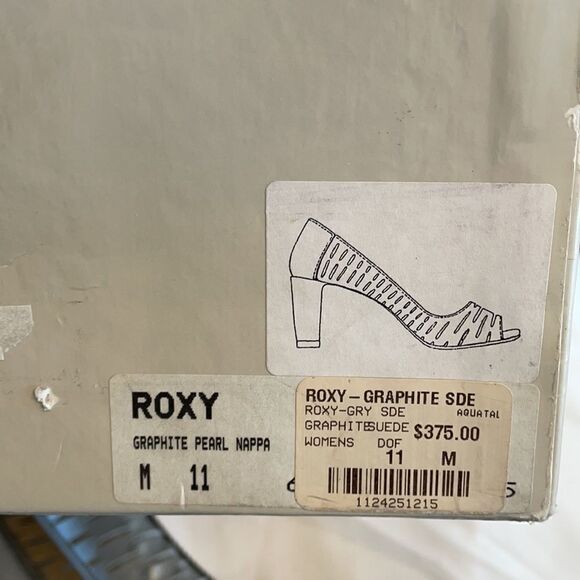 ROXY
GRAPHITE PEARL NAPPA
M 11
ROXY-GRAPHITE SDE
ROXY-GRY SDE AQUATAL
GRAPHITESUEDE $375.00
WOMENS DOF
11 M
1124251215